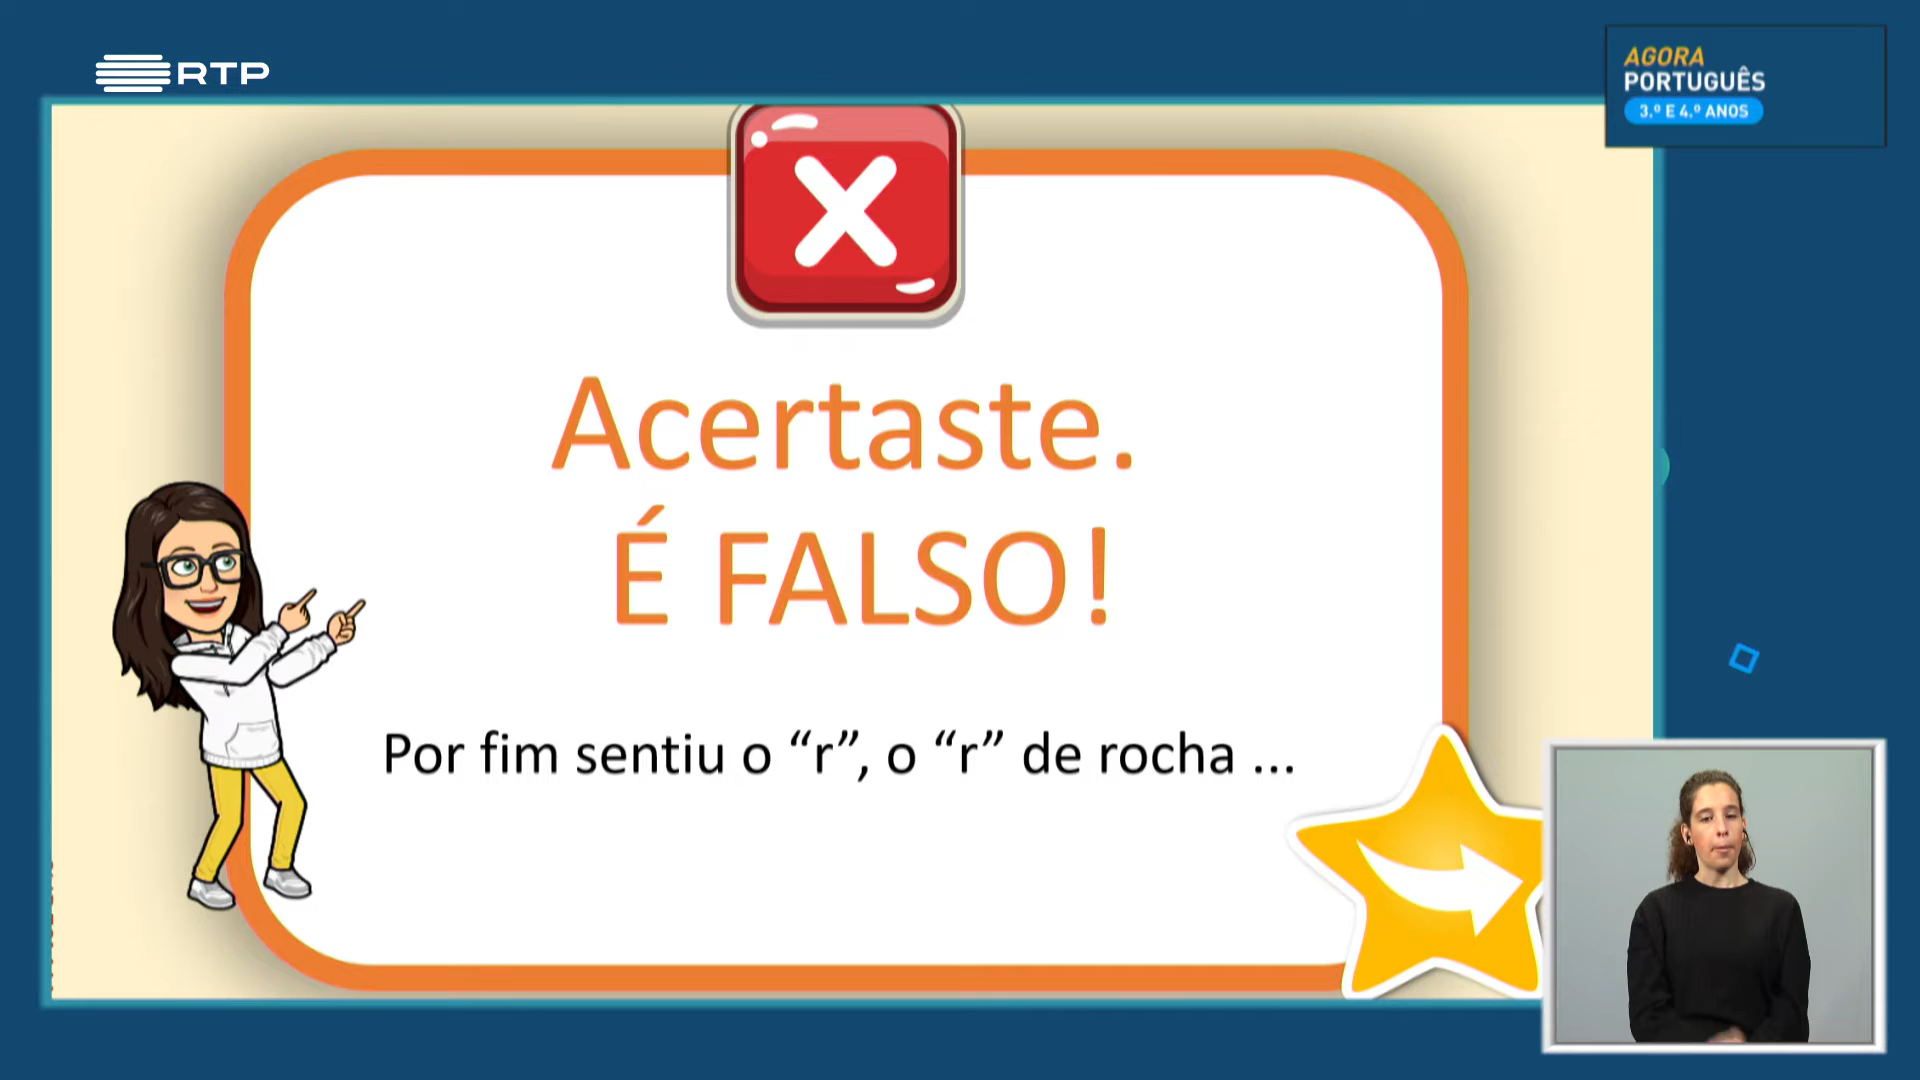 RTP
AGORA
PORTUGUÊS
3.º E 4.º ANOS
Acertaste.
É FALSO!
Por fim sentiu o “r”, o “r” de rocha ...